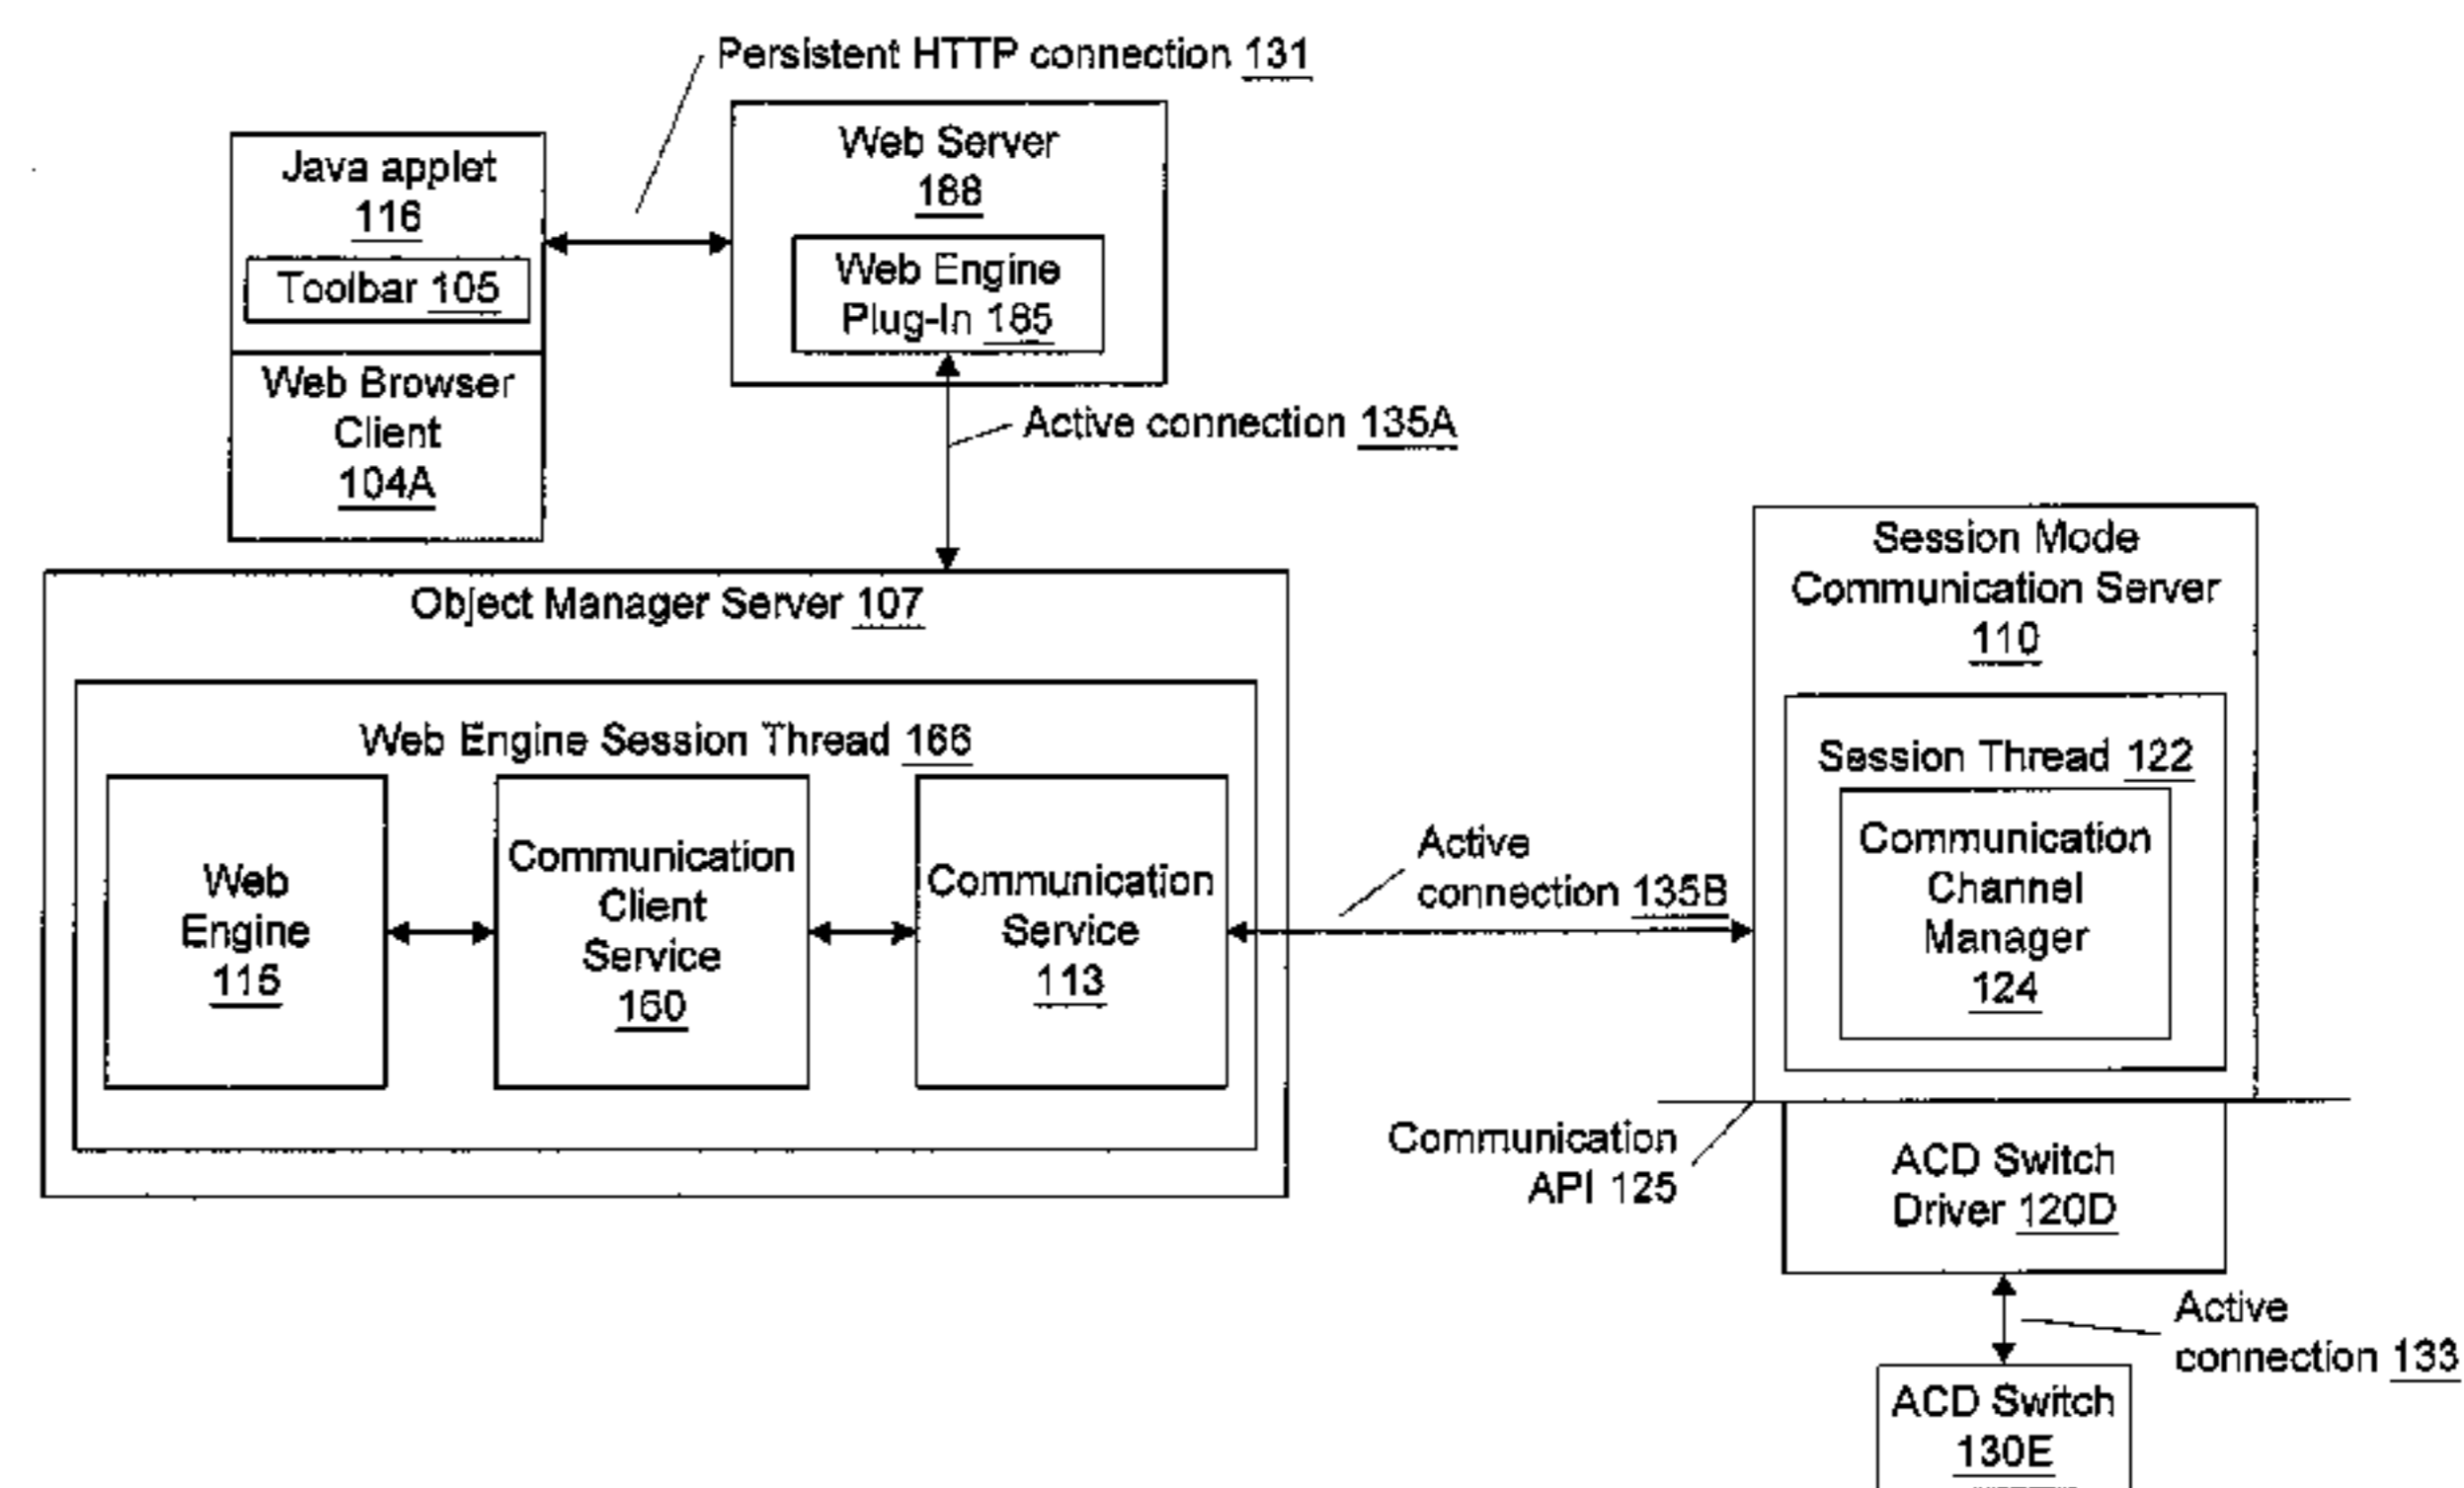 Persistent HTTP connection 131
Java applet
116
Toolbar 105
Web Browser
Client
104A
Web Server
188
Web Engine
Plug-In 185
Active connection 135A
Object Manager Server 107
Web Engine Session Thread 166
Web
Engine
115
Communication
Client
Service
160
Communication
Service
113
Active
connection 135B
Session Mode
Communication Server
110
Session Thread 122
Communication
Channel
Manager
124
Communication
API 125
ACD Switch
Driver 120D
Active
connection 133
ACD Switch
130E